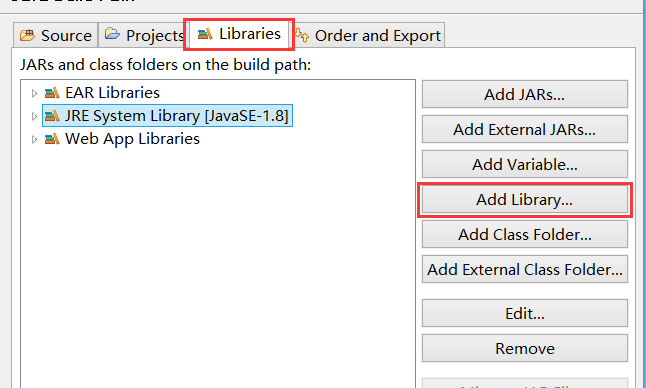 Source Projects Libraries Order and Export
JARs and class folders on the build path:
EAR Libraries
JRE System Library [JavaSE-1.8]
Web App Libraries
Add JARs...
Add External JARs...
Add Variable...
Add Library...
Add Class Folder...
Add External Class Folder...
Edit...
Remove